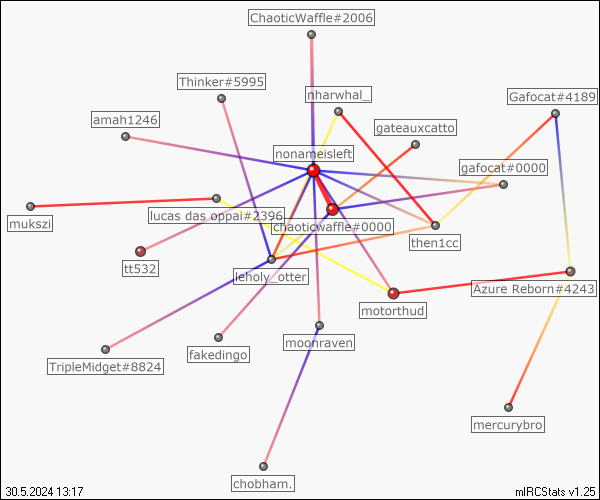 ChaoticWaffle#2006
Thinker#5995
nharwhal_
Gafocat#4189
amah1246
gateauxcatto
nonameisleft
gafocat#0000
mukszi
lucas das oppai#2396
chaoticwaffle#0000
then1cc
tt532
leholy_otter
Azure Reborn#4243
motorthud
moonraven
fakedingo
TripleMidget#8824
mercurybro
chobham.
30.5.2024 13:17
mIRCStats v1.25